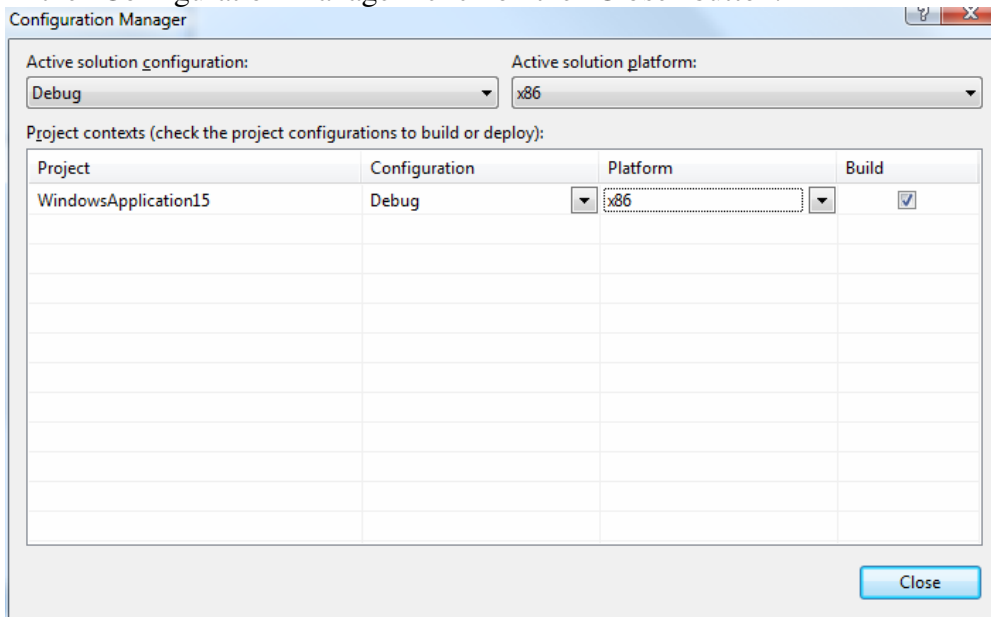 Configuration Manager
Active solution configuration: Active solution platform:
Debug x86
Project contexts (check the project configurations to build or deploy):
Project Configuration Platform Build
WindowsApplication15 Debug x86
Close